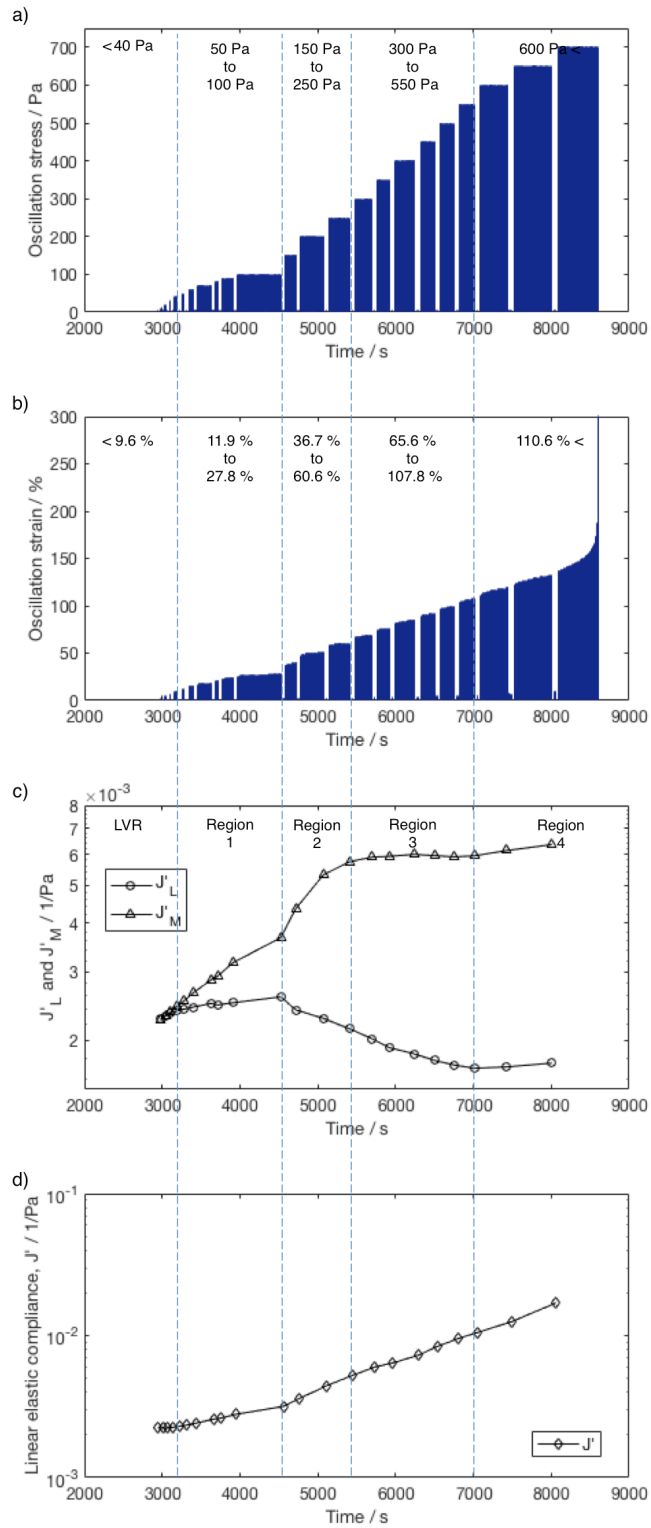 a)
700
600
500
400
300
200
100
0
Oscillation stress / Pa
<40 Pa
50 Pa
to
100 Pa
150 Pa
to
250 Pa
300 Pa
to
550 Pa
600 Pa <
2000 3000 4000 5000 6000 7000 8000 9000
Time / s
b)
300
250
200
150
100
50
0
Oscillation strain / %
< 9.6 %
11.9 %
to
27.8 %
36.7 %
to
60.6 %
65.6 %
to
107.8 %
110.6 % <
2000 3000 4000 5000 6000 7000 8000 9000
Time / s
c)
×10-3
8
7
6
5
4
3
2
J'L and J'M / 1/Pa
LVR
Region
1
Region
2
Region
3
Region
4
J'L
J'M
2000 3000 4000 5000 6000 7000 8000 9000
Time / s
d)
10-1
10-2
10-3
Linear elastic compliance, J' / 1/Pa
J'
2000 3000 4000 5000 6000 7000 8000 9000
Time / s